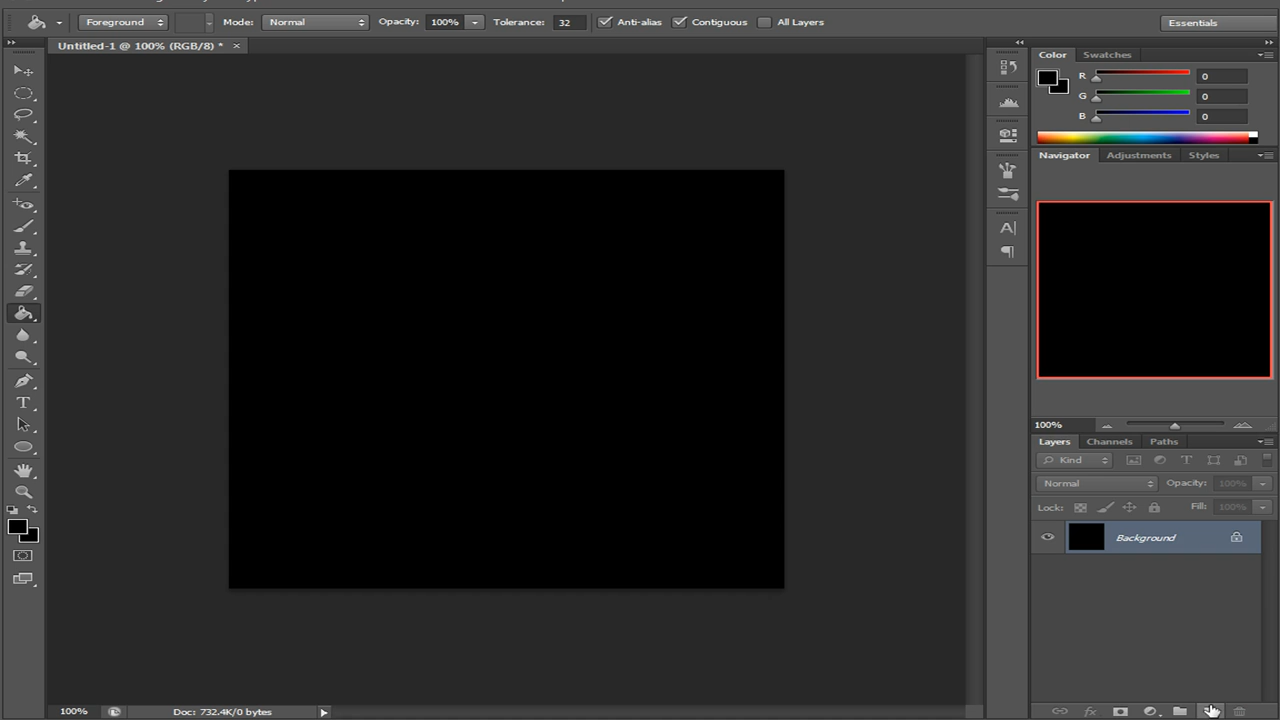 Foreground Mode: Normal Opacity: 100% Tolerance: 32 Anti-alias Contiguous All Layers Essentials
Untitled-1 @ 100% (RGB/8) * ×
Color Swatches
R 0
G 0
B 0
Navigator Adjustments Styles
100%
Layers Channels Paths
Kind T
Normal Opacity: 100%
Lock: Fill: 100%
Background
fx
A|
T
100% Doc: 732.4K/0 bytes